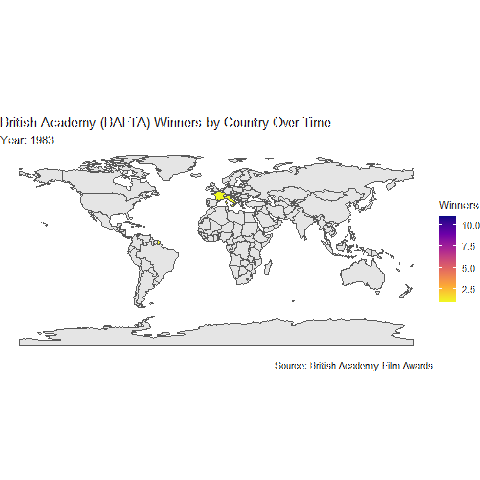 British Academy (BAFTA) Winners by Country Over Time
Year: 1983
Winners
10.0
7.5
5.0
2.5
Source: British Academy Film Awards